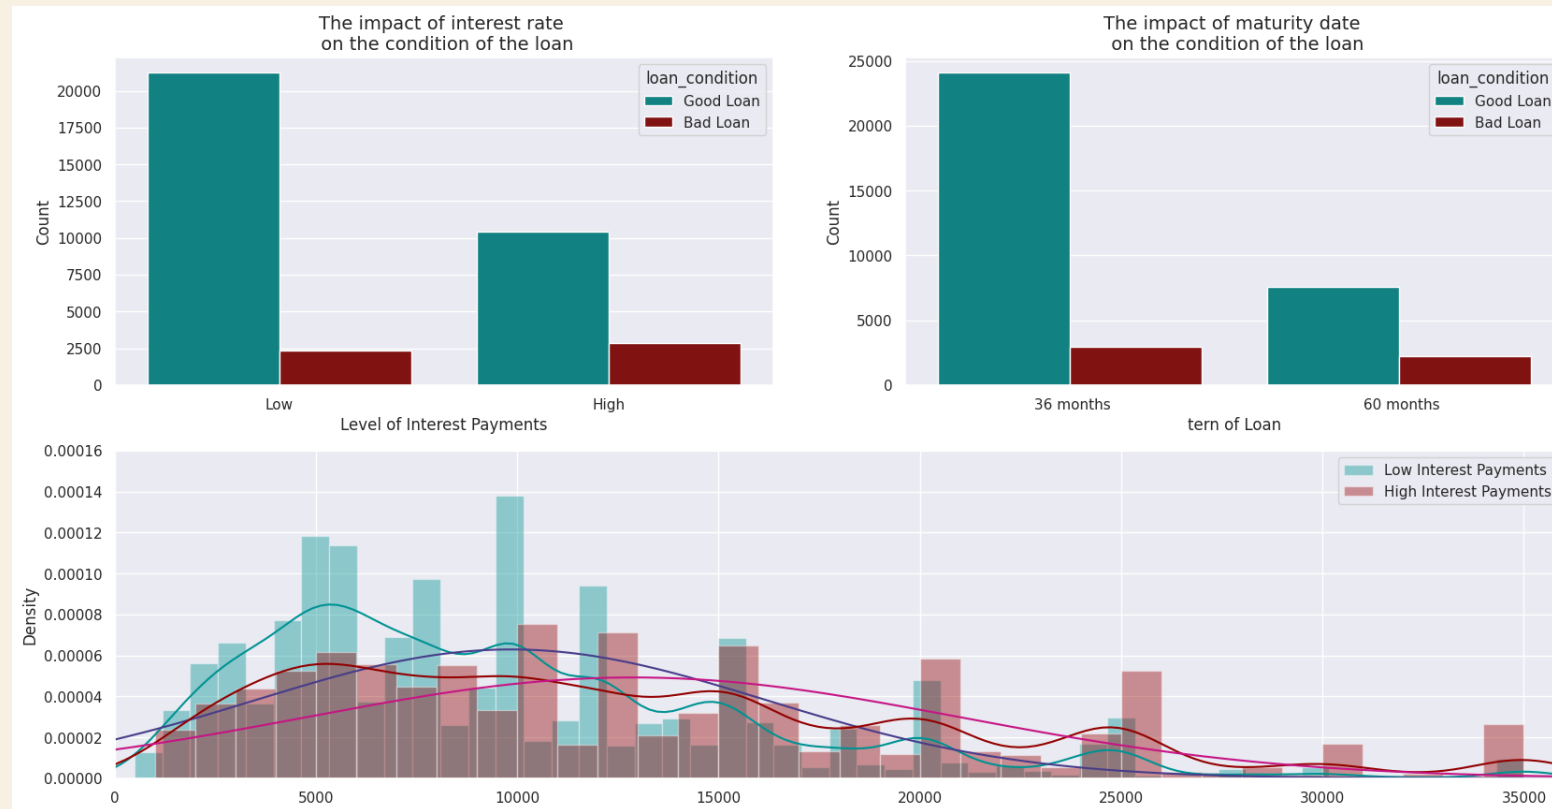 The impact of interest rate
on the condition of the loan
loan_condition
Good Loan
Bad Loan
20000
17500
15000
12500
10000
7500
5000
2500
0
Count
Low
High
Level of Interest Payments
The impact of maturity date
on the condition of the loan
loan_condition
Good Loan
Bad Loan
25000
20000
15000
10000
5000
0
Count
36 months
60 months
tern of Loan
Low Interest Payments
High Interest Payments
0.00016
0.00014
0.00012
0.00010
0.00008
0.00006
0.00004
0.00002
0.00000
Density
0
5000
10000
15000
20000
25000
30000
35000